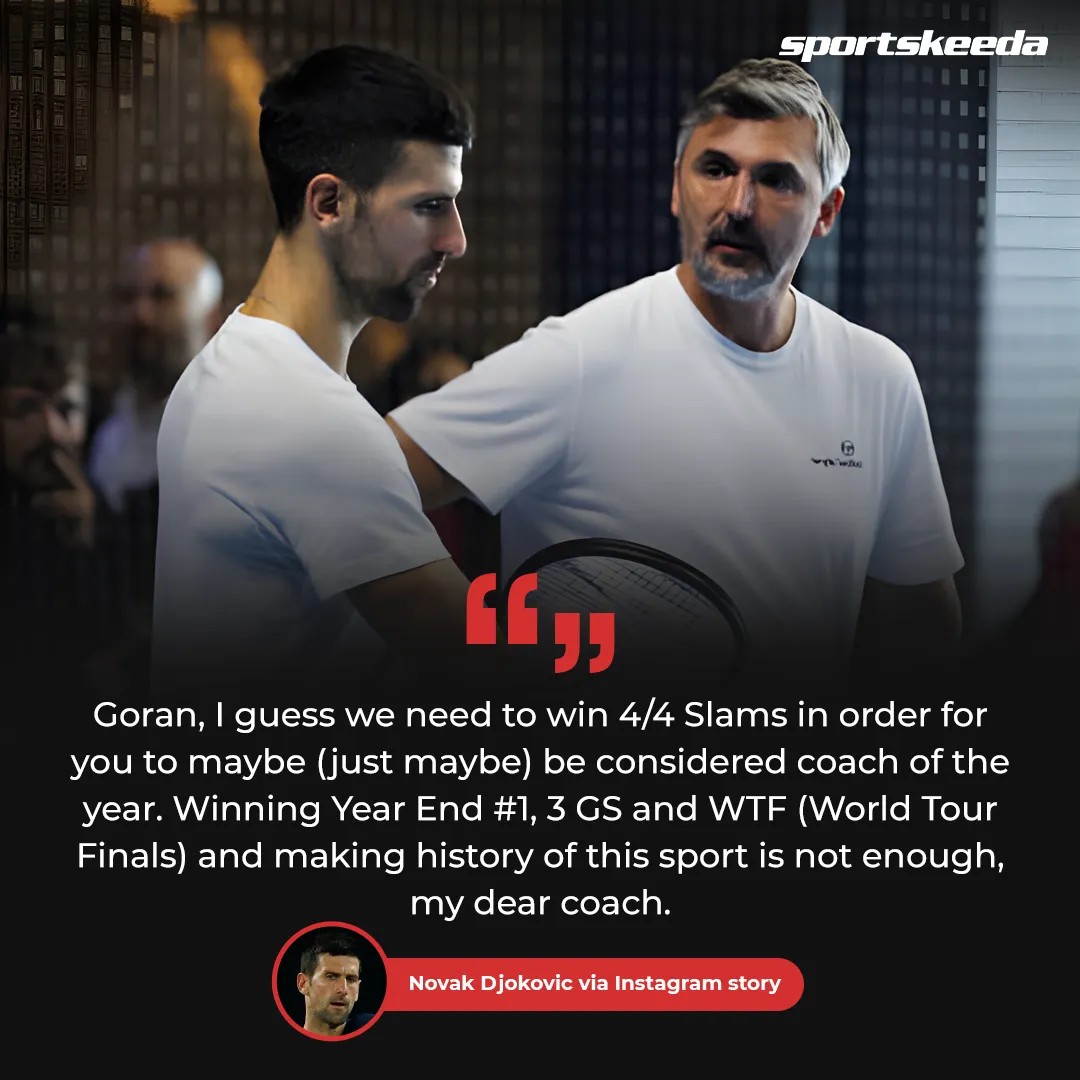 sportskeeda
Goran, I guess we need to win 4/4 Slams in order for
you to maybe (just maybe) be considered coach of the
year. Winning Year End #1, 3 GS and WTF (World Tour
Finals) and making history of this sport is not enough,
my dear coach.
Novak Djokovic via Instagram story